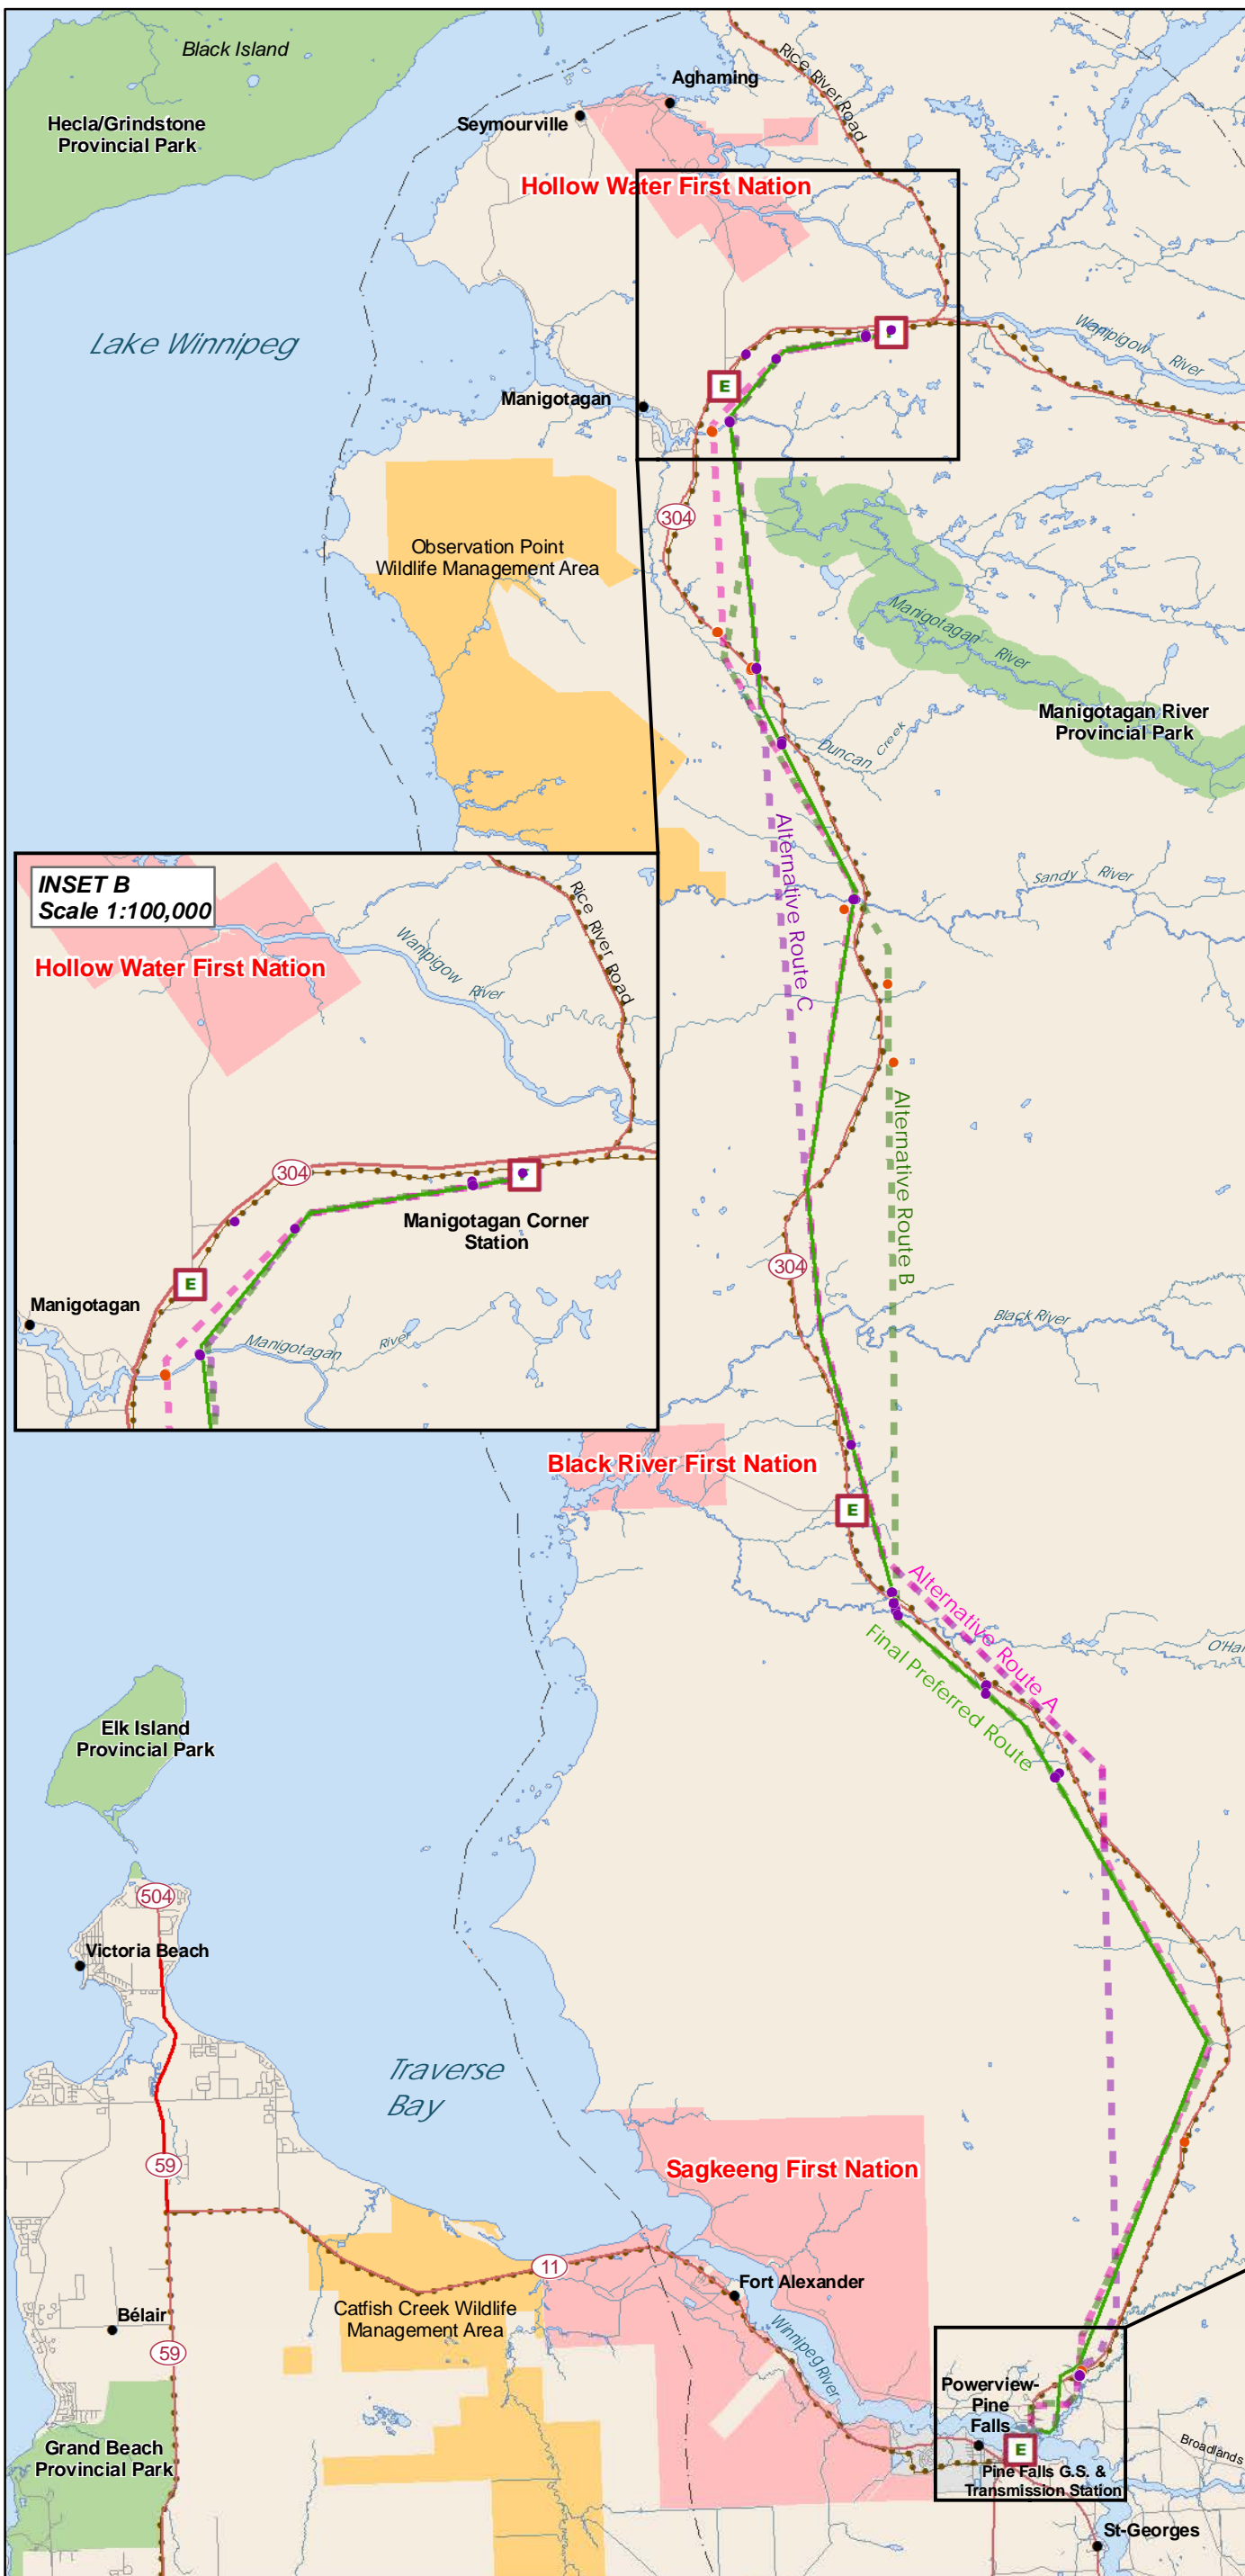 Black Island
Hecla/Grindstone
Provincial Park
Aghaming
Seymourville
Rice River Road
Hollow Water First Nation
Lake Winnipeg
Wanipigow
River
E
Manigotagan
304
Observation Point
Wildlife Management Area
Manigotagan
River
Manigotagan River
Provincial Park
Duncan
Creek
Alternative Route C
Sandy River
INSET B
Scale 1:100,000
Hollow Water First Nation
Wanipigow
River
Rice River Road
304
Manigotagan Corner
Station
E
Manigotagan
Manigotagan
River
Alternative Route B
304
Black River
Black River First Nation
E
Alternative Route A
Final Preferred Route
Elk Island
Provincial Park
504
Victoria Beach
Traverse
Bay
59
Sagkeeng First Nation
11
Fort Alexander
Catfish Creek Wildlife
Management Area
Bélair
59
Winnipeg River
Powerview-
Pine
Falls
E
Pine Falls G.S. &
Transmission Station
Broadlands
Grand Beach
Provincial Park
St-Georges